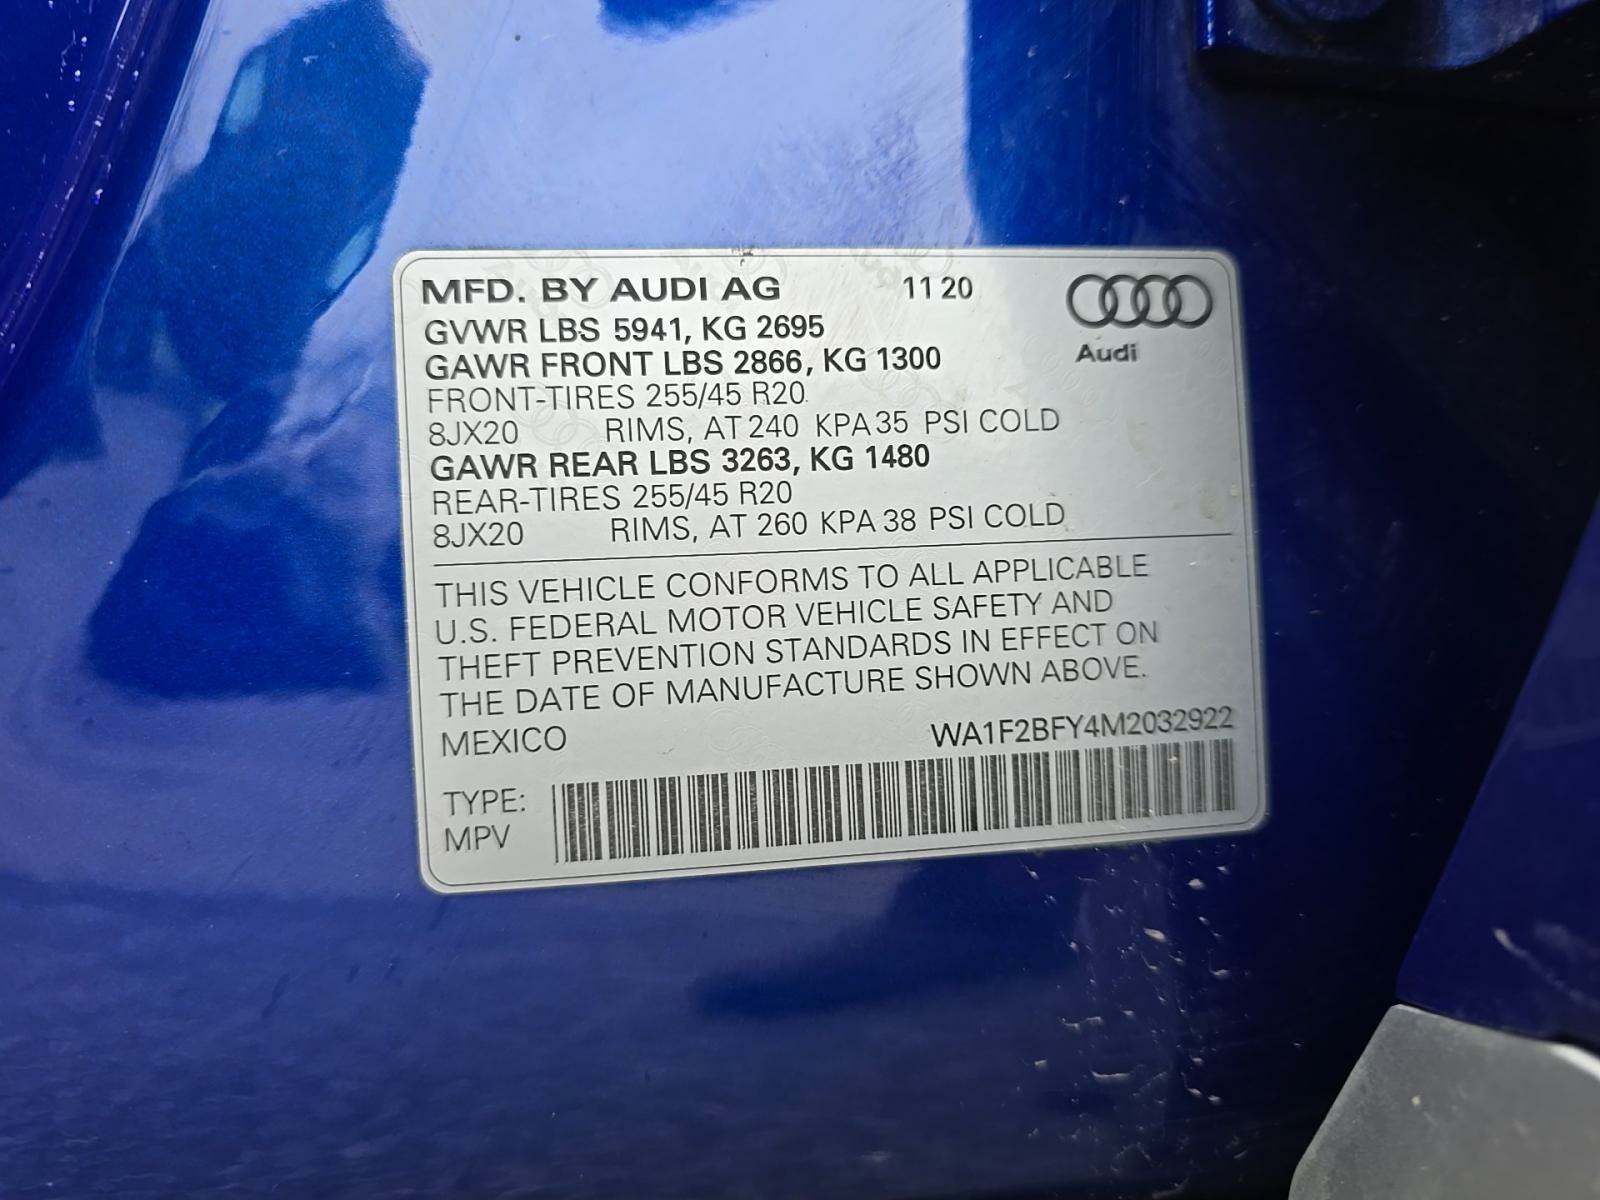 MFD. BY AUDI AG 11 20
Audi
GVWR LBS 5941, KG 2695
GAWR FRONT LBS 2866, KG 1300
FRONT-TIRES 255/45 R20
8JX20 RIMS, AT 240 KPA 35 PSI COLD
GAWR REAR LBS 3263, KG 1480
REAR-TIRES 255/45 R20
8JX20 RIMS, AT 260 KPA 38 PSI COLD
THIS VEHICLE CONFORMS TO ALL APPLICABLE
U.S. FEDERAL MOTOR VEHICLE SAFETY AND
THEFT PREVENTION STANDARDS IN EFFECT ON
THE DATE OF MANUFACTURE SHOWN ABOVE.
MEXICO WA1F2BFY4M2032922
TYPE:
MPV